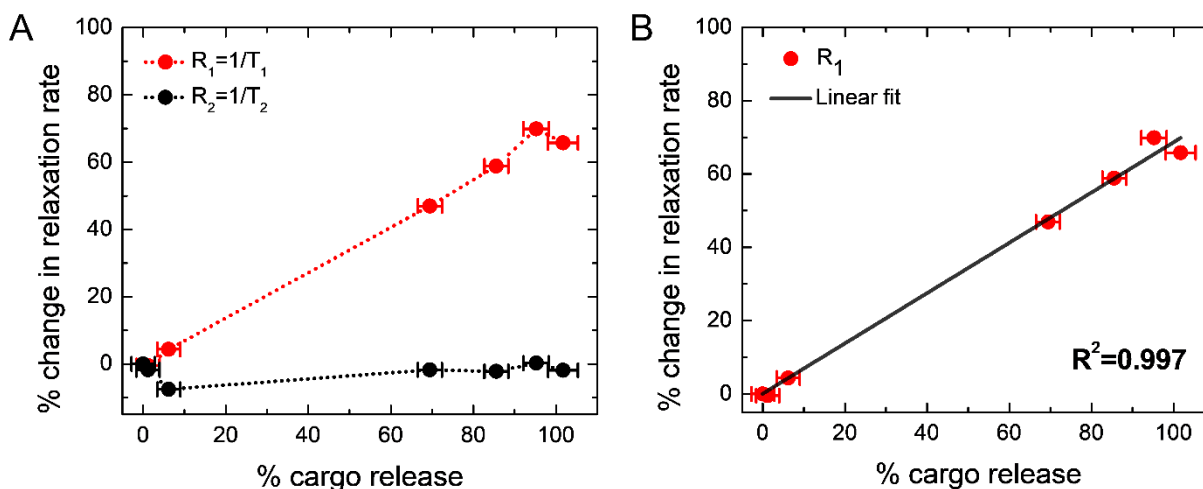 A
% change in relaxation rate
100
80
60
40
20
0
R₁=1/T₁
R₂=1/T₂
0 20 40 60 80 100
% cargo release
B
% change in relaxation rate
100
80
60
40
20
0
R₁
Linear fit
R²=0.997
0 20 40 60 80 100
% cargo release